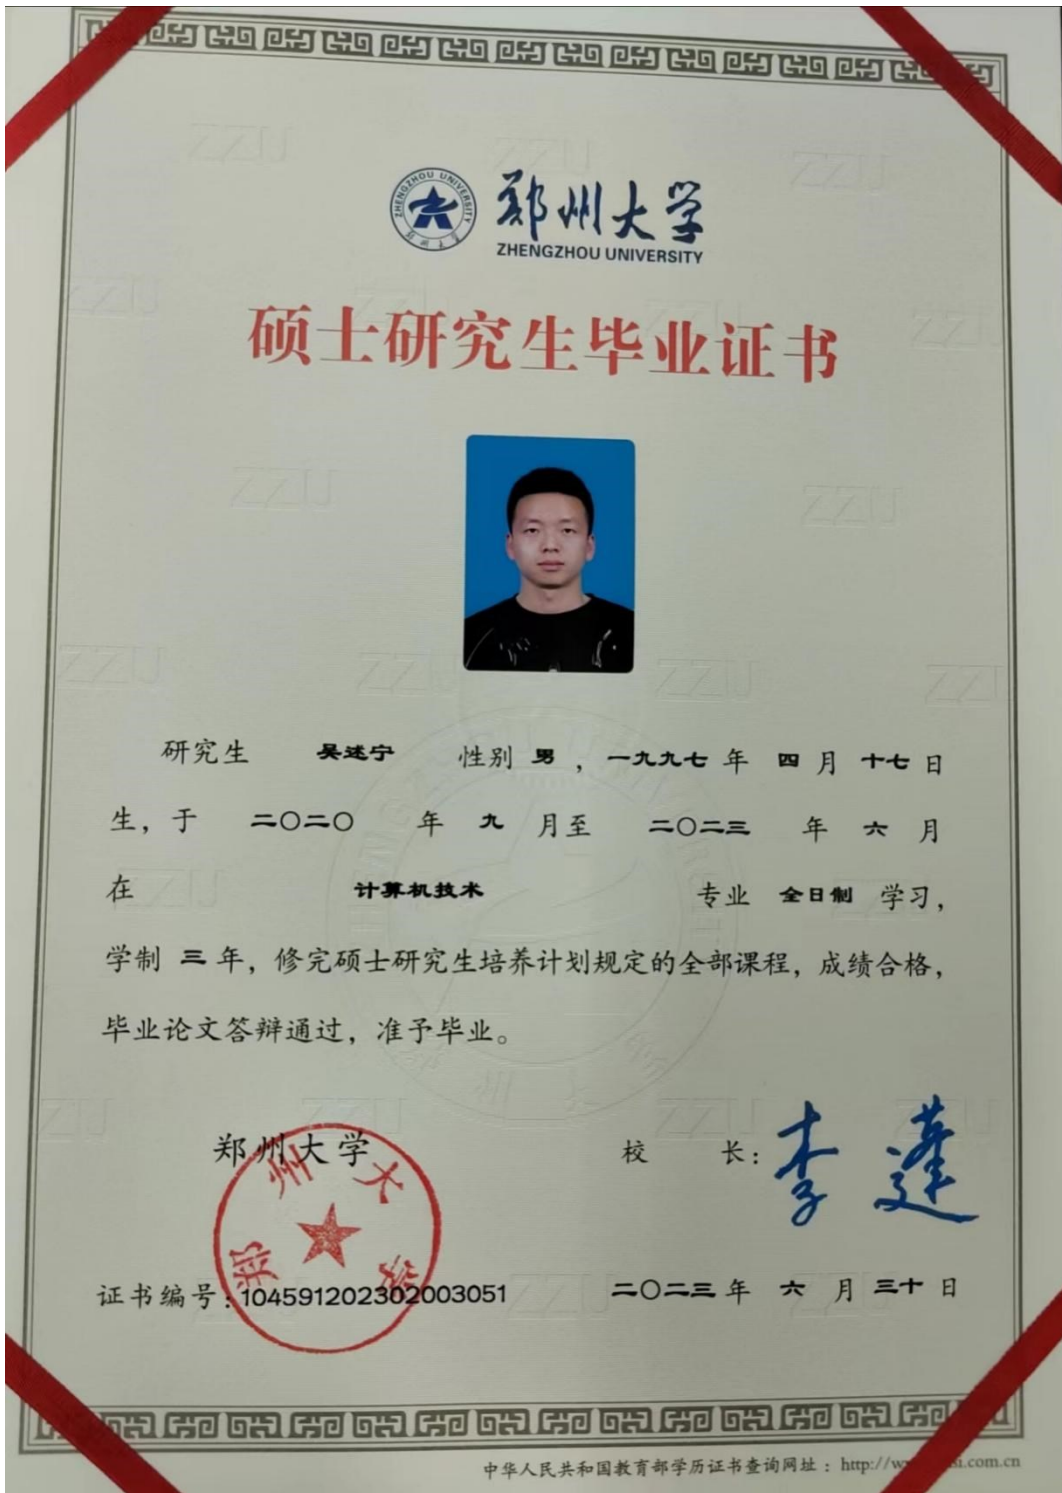 ZHENGZHOU UNIVERSITY
郑州大学
ZHENGZHOU UNIVERSITY
硕士研究生毕业证书
研究生 吴述宁 性别 男 ，一九九七 年 四 月 十七 日
生，于 二〇二〇 年 九 月至 二〇二三 年 六 月
在 计算机技术 专业 全日制 学习，
学制 三 年，修完硕士研究生培养计划规定的全部课程，成绩合格，
毕业论文答辩通过，准予毕业。
郑州大学
郑州大学
校 长：李蓬
证书编号：104591202302003051
二〇二三 年 六 月 三十 日
中华人民共和国教育部学历证书查询网址：http://w si.com.cn